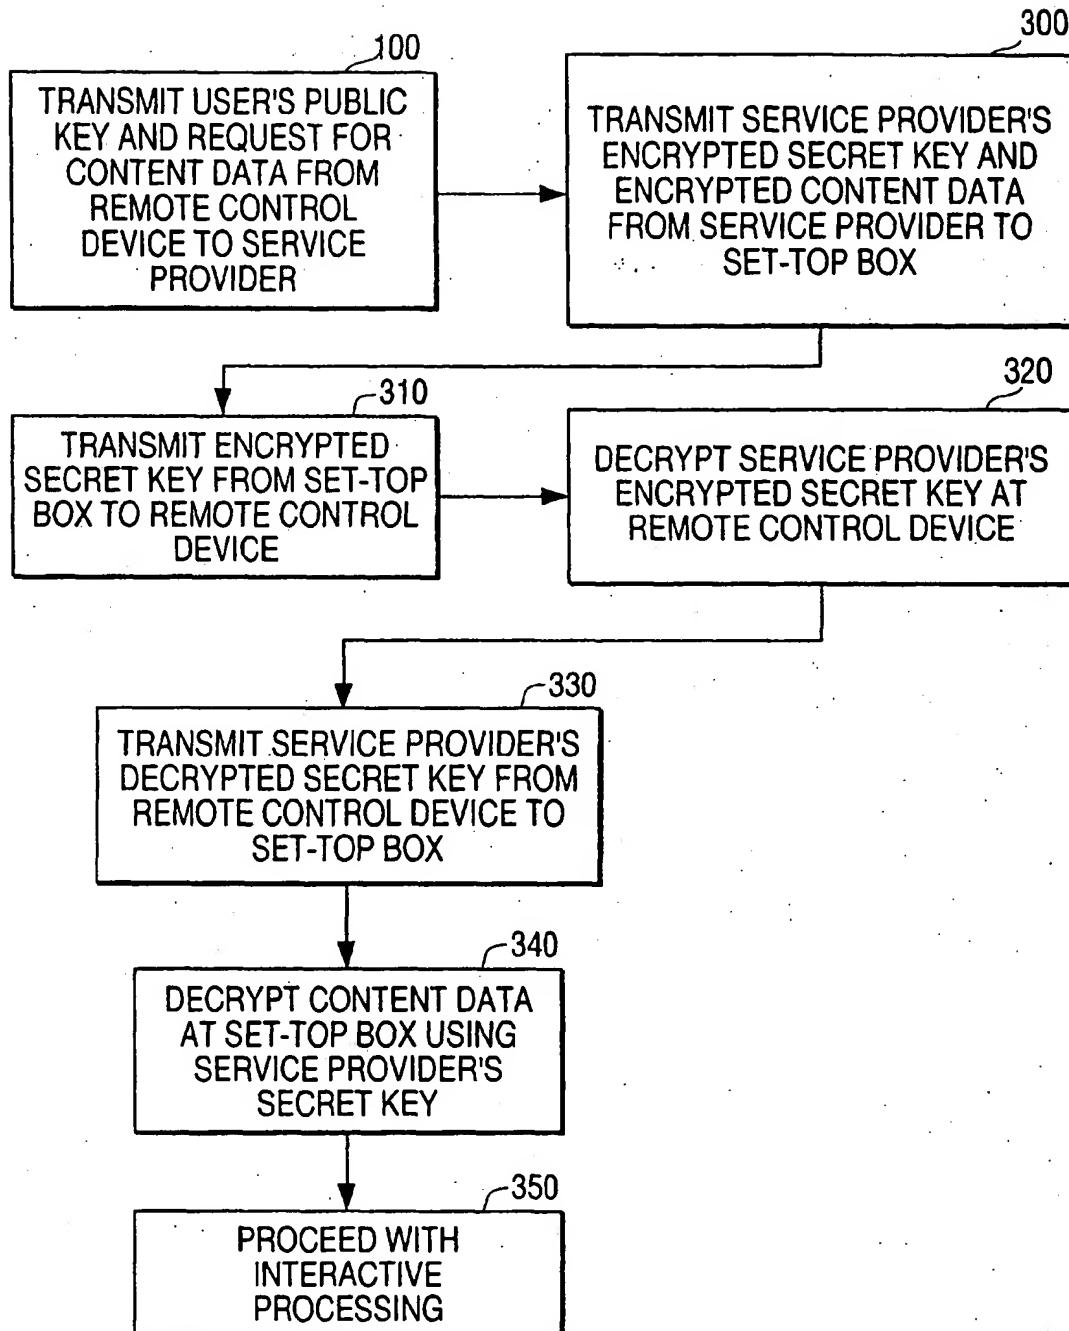 100
TRANSMIT USER'S PUBLIC
KEY AND REQUEST FOR
CONTENT DATA FROM
REMOTE CONTROL
DEVICE TO SERVICE
PROVIDER
300
TRANSMIT SERVICE PROVIDER'S
ENCRYPTED SECRET KEY AND
ENCRYPTED CONTENT DATA
FROM SERVICE PROVIDER TO
SET-TOP BOX
310
TRANSMIT ENCRYPTED
SECRET KEY FROM SET-TOP
BOX TO REMOTE CONTROL
DEVICE
320
DECRYPT SERVICE PROVIDER'S
ENCRYPTED SECRET KEY AT
REMOTE CONTROL DEVICE
330
TRANSMIT SERVICE PROVIDER'S
DECRYPTED SECRET KEY FROM
REMOTE CONTROL DEVICE TO
SET-TOP BOX
340
DECRYPT CONTENT DATA
AT SET-TOP BOX USING
SERVICE PROVIDER'S
SECRET KEY
350
PROCEED WITH
INTERACTIVE
PROCESSING